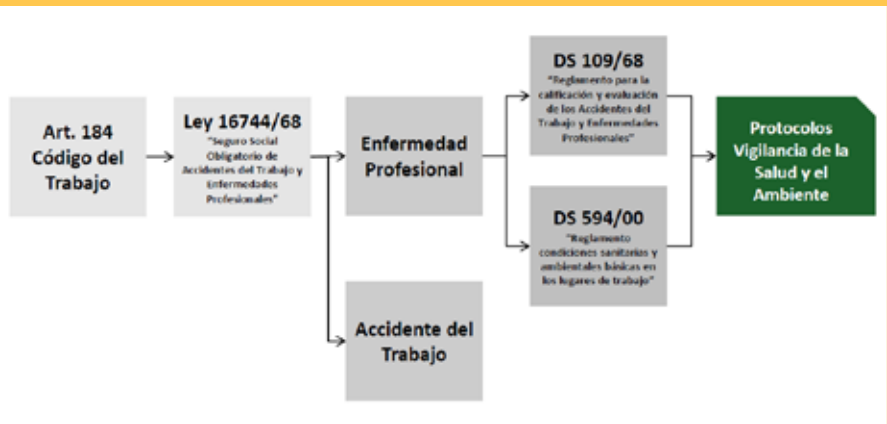 Art. 184
Código del
Trabajo
Ley 16744/68
"Seguro Social
Obligatorio de
Accidentes del Trabajo y
Enfermedades
Profesionales"
Enfermedad
Profesional
Accidente del
Trabajo
DS 109/68
"Reglamento para la
calificación y evaluación
de los Accidentes del
Trabajo y Enfermedades
Profesionales"
DS 594/00
"Reglamento
condiciones sanitarias y
ambientales básicas en
los lugares de trabajo"
Protocolos
Vigilancia de la
Salud y el
Ambiente